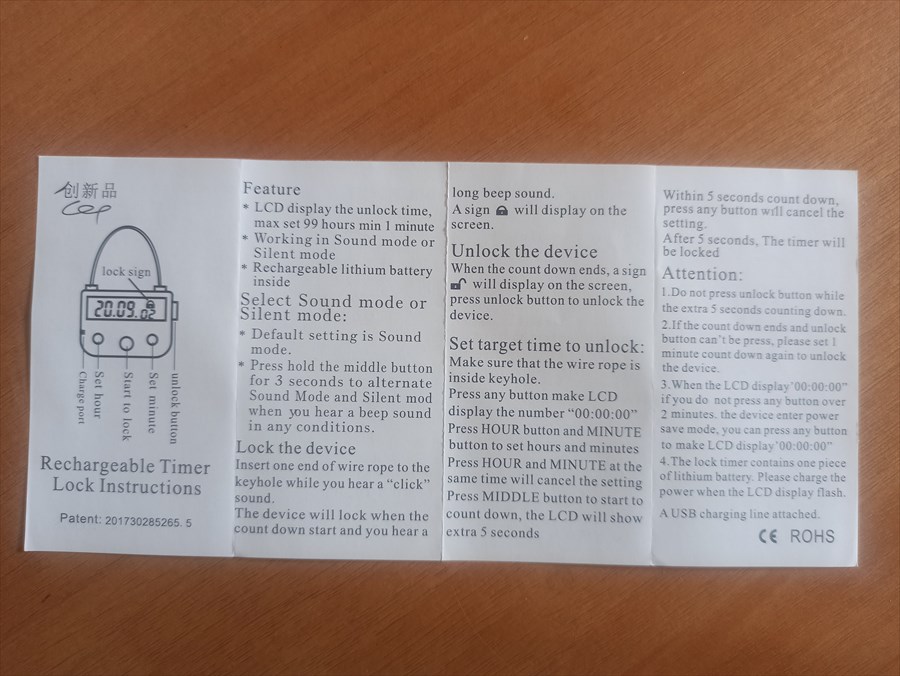 创新品
cep
lock sign
20.09.02
Charge port
Set hour
Start to lock
Set minute
unlock button
Rechargeable Timer
Lock Instructions
Patent: 201730285265. 5
Feature
* LCD display the unlock time,
max set 99 hours min 1 minute
* Working in Sound mode or
Silent mode
* Rechargeable lithium battery
inside
Select Sound mode or
Silent mode:
* Default setting is Sound
mode.
* Press hold the middle button
for 3 seconds to alternate
Sound Mode and Silent mod
when you hear a beep sound
in any conditions.
Lock the device
Insert one end of wire rope to the
keyhole while you hear a “click”
sound.
The device will lock when the
count down start and you hear a
long beep sound.
A sign 🔒 will display on the
screen.
Unlock the device
When the count down ends, a sign
🔓 will display on the screen,
press unlock button to unlock the
device.
Set target time to unlock:
Make sure that the wire rope is
inside keyhole.
Press any button make LCD
display the number “00:00:00”
Press HOUR button and MINUTE
button to set hours and minutes
Press HOUR and MINUTE at the
same time will cancel the setting
Press MIDDLE button to start to
count down, the LCD will show
extra 5 seconds
Within 5 seconds count down,
press any button will cancel the
setting.
After 5 seconds, The timer will
be locked
Attention:
1.Do not press unlock button while
the extra 5 seconds counting down.
2.If the count down ends and unlock
button can't be press, please set 1
minute count down again to unlock
the device.
3.When the LCD display"00:00:00"
if you do not press any button over
2 minutes. the device enter power
save mode, you can press any button
to make LCD display"00:00:00"
4.The lock timer contains one piece
of lithium battery. Please charge the
power when the LCD display flash.
A USB charging line attached.
CE ROHS